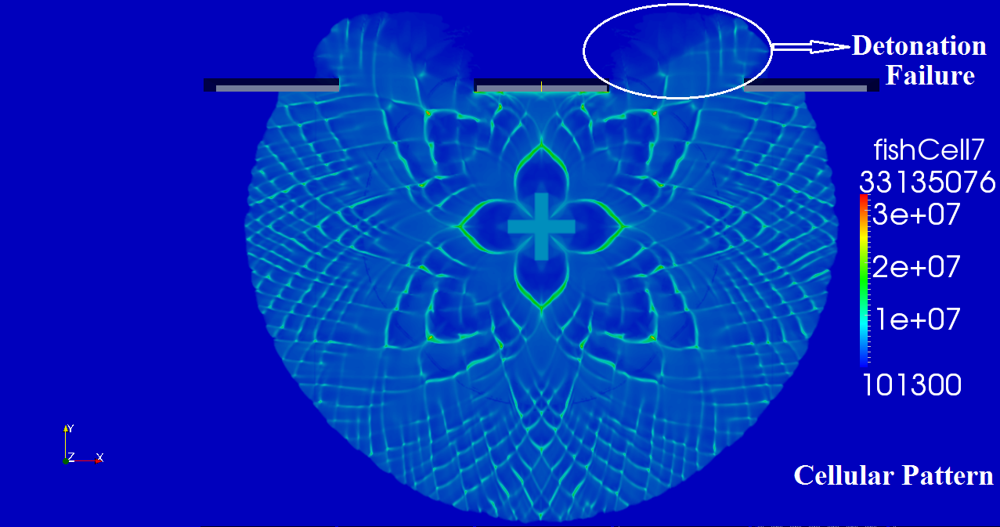 Detonation
Failure
fishCell7
33135076
3e+07
2e+07
1e+07
101300
Y
Z X
Cellular Pattern